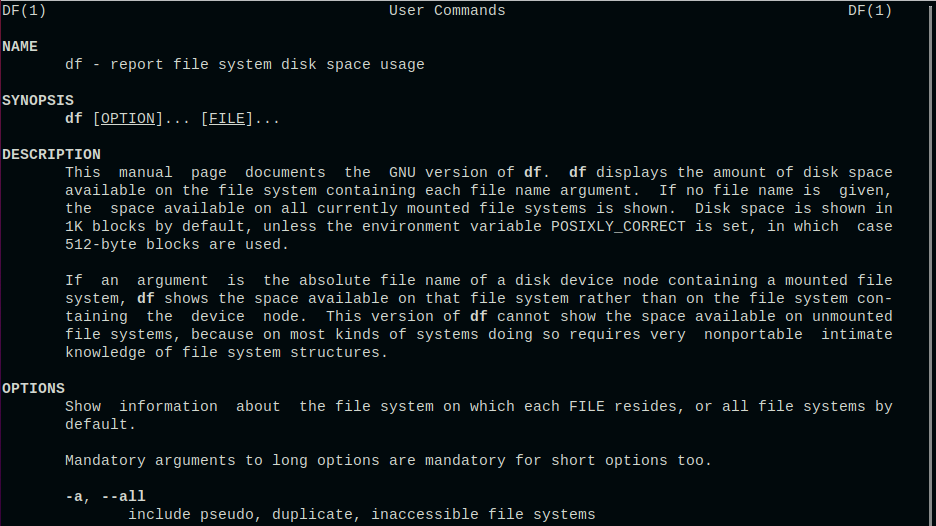 DF(1) User Commands DF(1)
NAME
df - report file system disk space usage
SYNOPSIS
df [OPTION]... [FILE]...
DESCRIPTION
This manual page documents the GNU version of df. df displays the amount of disk space
available on the file system containing each file name argument. If no file name is given,
the space available on all currently mounted file systems is shown. Disk space is shown in
1K blocks by default, unless the environment variable POSIXLY_CORRECT is set, in which case
512-byte blocks are used.
If an argument is the absolute file name of a disk device node containing a mounted file
system, df shows the space available on that file system rather than on the file system con-
taining the device node. This version of df cannot show the space available on unmounted
file systems, because on most kinds of systems doing so requires very nonportable intimate
knowledge of file system structures.
OPTIONS
Show information about the file system on which each FILE resides, or all file systems by
default.
Mandatory arguments to long options are mandatory for short options too.
-a, --all
include pseudo, duplicate, inaccessible file systems